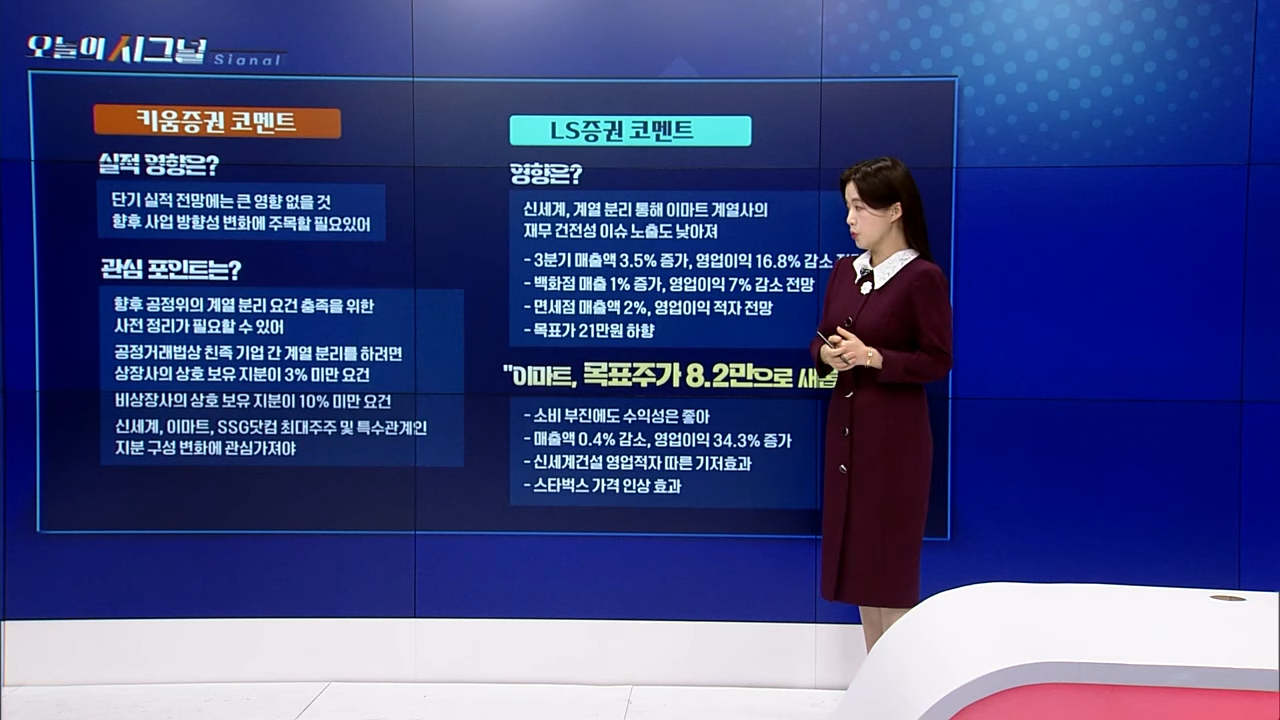 오늘의 시그널 Signal
키움증권 코멘트
실적 영향은?
단기 실적 전망에는 큰 영향 없을 것
향후 사업 방향성 변화에 주목할 필요있어
관심 포인트는?
향후 공정위의 계열 분리 요건 충족을 위한
사전 정리가 필요할 수 있어
공정거래법상 친족 기업 간 계열 분리를 하려면
상장사의 상호 보유 지분이 3% 미만 요건
비상장사의 상호 보유 지분이 10% 미만 요건
신세계, 이마트, SSG닷컴 최대주주 및 특수관계인
지분 구성 변화에 관심가져야
LS증권 코멘트
영향은?
신세계, 계열 분리 통해 이마트 계열사의
재무 건전성 이슈 노출도 낮아져
- 3분기 매출액 3.5% 증가, 영업이익 16.8% 감소
- 백화점 매출 1% 증가, 영업이익 7% 감소 전망
- 면세점 매출액 2%, 영업이익 적자 전망
- 목표가 21만원 하향
"이마트, 목표주가 8.2만으로
- 소비 부진에도 수익성은 좋아
- 매출액 0.4% 감소, 영업이익 34.3% 증가
- 신세계건설 영업적자 따른 기저효과
- 스타벅스 가격 인상 효과